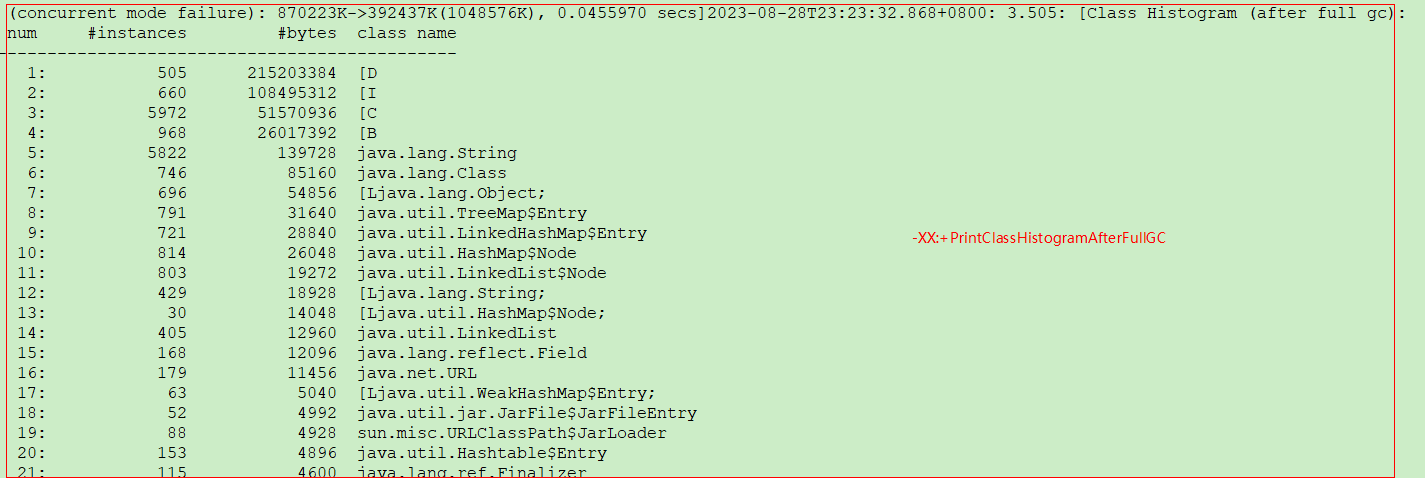 (concurrent mode failure): 870223K->392437K(1048576K), 0.0455970 secs]2023-08-28T23:23:32.868+0800: 3.505: [Class Histogram (after full gc):
num #instances #bytes class name
----------------------------------------------
1: 505 215203384 [D
2: 660 108495312 [I
3: 5972 51570936 [C
4: 968 26017392 [B
5: 5822 139728 java.lang.String
6: 746 85160 java.lang.Class
7: 696 54856 [Ljava.lang.Object;
8: 791 31640 java.util.TreeMap$Entry
9: 721 28840 java.util.LinkedHashMap$Entry
-XX:+PrintClassHistogramAfterFullGC
10: 814 26048 java.util.HashMap$Node
11: 803 19272 java.util.LinkedList$Node
12: 429 18928 [Ljava.lang.String;
13: 30 14048 [Ljava.util.HashMap$Node;
14: 405 12960 java.util.LinkedList
15: 168 12096 java.lang.reflect.Field
16: 179 11456 java.net.URL
17: 63 5040 [Ljava.util.WeakHashMap$Entry;
18: 52 4992 java.util.jar.JarFile$JarFileEntry
19: 88 4928 sun.misc.URLClassPath$JarLoader
20: 153 4896 java.util.Hashtable$Entry
21: 115 4600 java.lang.ref.Finalizer